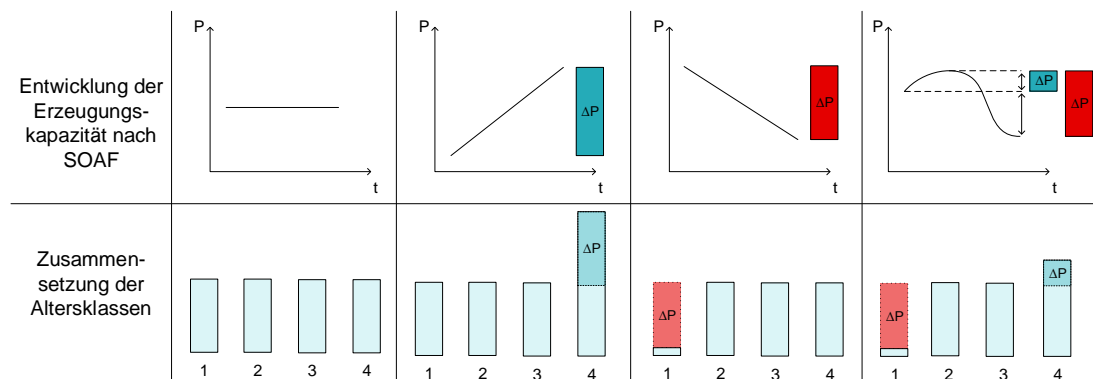 P
t
ΔP
P
t
ΔP
P
t
ΔP
ΔP
P
t
Entwicklung der
Erzeugungs-
kapazität nach
SOAF
Zusammen-
setzung der
Altersklassen
1 2 3 4
ΔP
1 2 3 4
ΔP
1 2 3 4
ΔP
ΔP
1 2 3 4